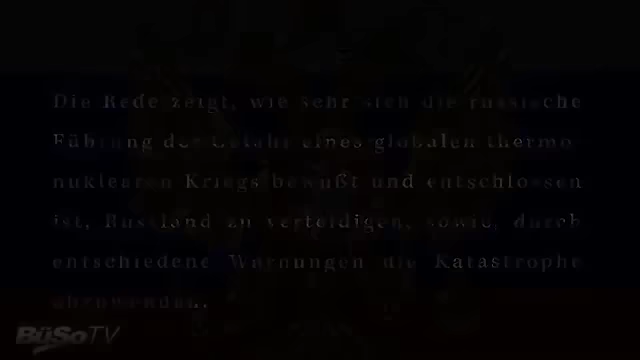 Die Rede zeigt, wie sehr sich die russische
Führung der Gefahr eines globalen thermo-
nuklearen Kriegs bewußt und entschlossen
ist, Russland zu verteidigen, sowie, durch
entschiedene Warnungen die Katastrophe
abzuwenden.
BüSoTV